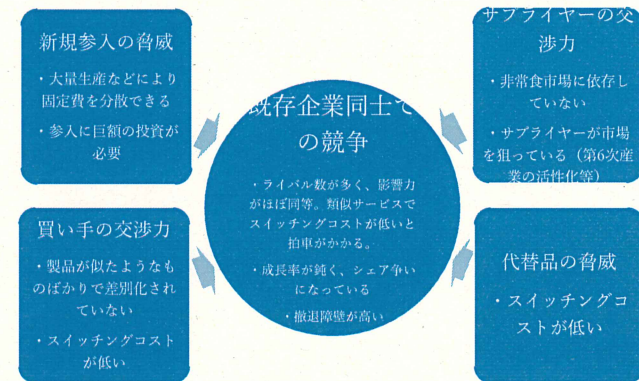 新規参入の脅威
・大量生産などにより
固定費を分散できる
・参入に巨額の投資が
必要
サプライヤーの交
渉力
・非常食市場に依存し
ていない
・サプライヤーが市場
を狙っている（第6次産
業の活性化等）
既存企業同士で
の競争
・ライバル数が多く、影響力
がほぼ同等。類似サービスで
スイッチングコストが低いと
拍車がかかる。
・成長率が鈍く、シェア争い
になっている
・撤退障壁が高い
買い手の交渉力
・製品が似たようなも
のばかりで差別化され
ていない
・スイッチングコスト
が低い
代替品の脅威
・スイッチングコ
ストが低い